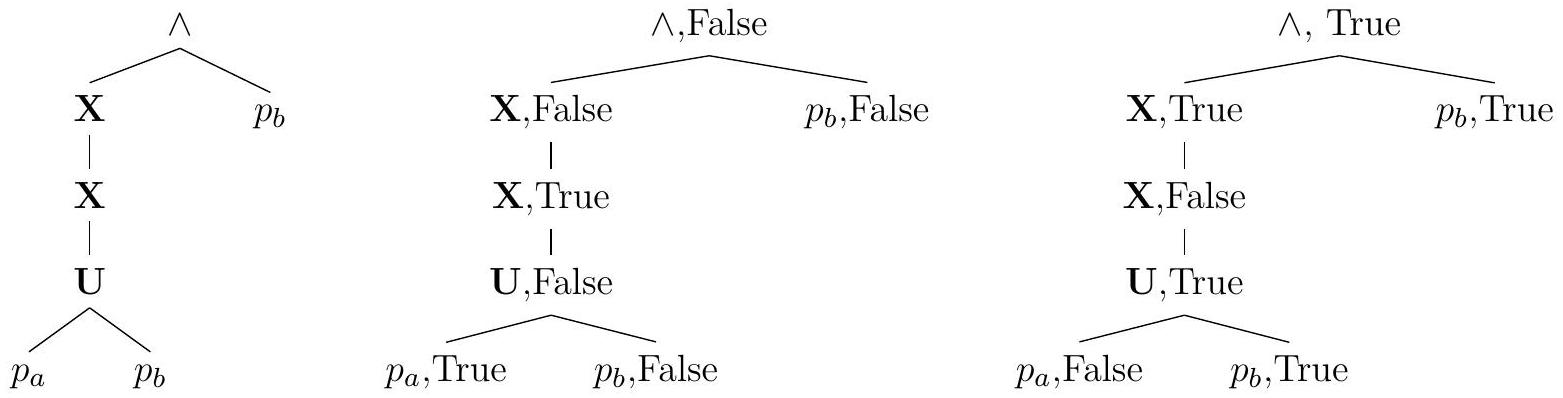 ∧ ∧,False ∧, True
X p_b X,False p_b,False X,True p_b,True
X X,True X,False
U U,False U,True
p_a p_b p_a,True p_b,False p_a,False p_b,True